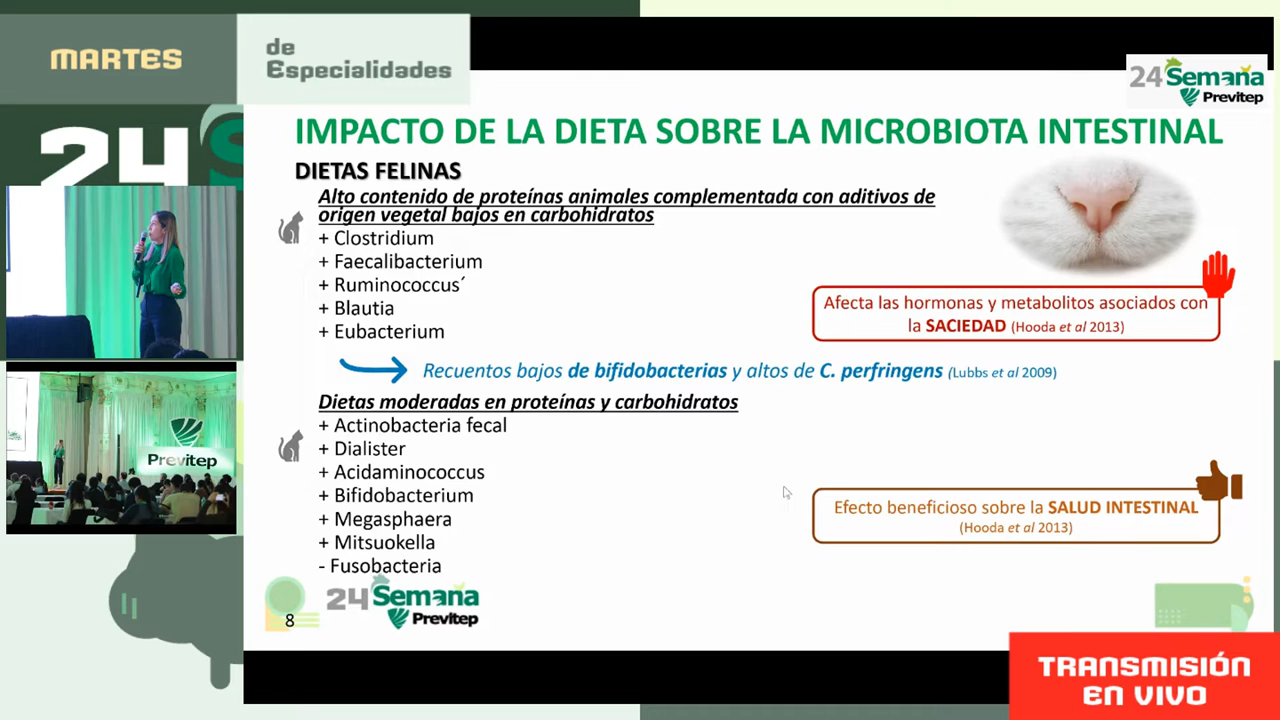 MARTES
de
Especialidades
24 S
24 Semana
Previtep
IMPACTO DE LA DIETA SOBRE LA MICROBIOTA INTESTINAL
DIETAS FELINAS
Alto contenido de proteínas animales complementada con aditivos de
origen vegetal bajos en carbohidratos
+ Clostridium
+ Faecalibacterium
+ Ruminococcus´
+ Blautia
+ Eubacterium
Afecta las hormonas y metabolitos asociados con
la SACIEDAD (Hooda et al 2013)
Recuentos bajos de bifidobacterias y altos de C. perfringens (Lubbs et al 2009)
Dietas moderadas en proteínas y carbohidratos
+ Actinobacteria fecal
+ Dialister
+ Acidaminococcus
+ Bifidobacterium
+ Megasphaera
+ Mitsuokella
- Fusobacteria
Efecto beneficioso sobre la SALUD INTESTINAL
(Hooda et al 2013)
Previtep
24 Semana
Previtep
8
TRANSMISIÓN
EN VIVO